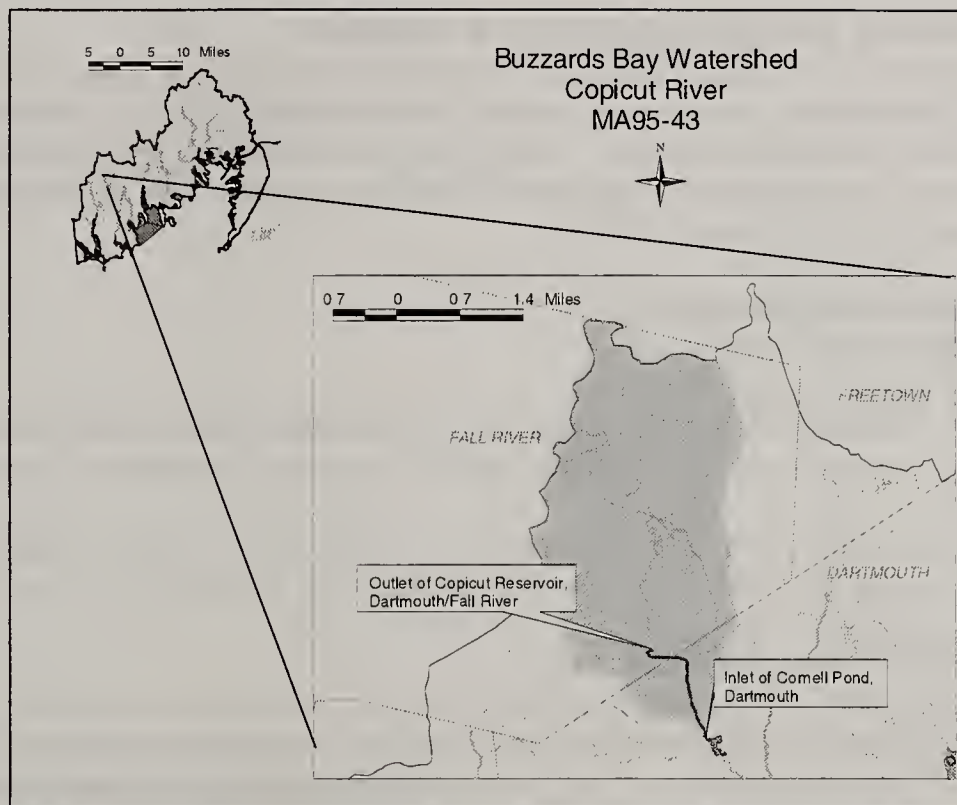 5 0 5 10 Miles
Buzzards Bay Watershed
Copicut River
MA95-43
N
0.7 0 0.7 1.4 Miles
FREETOWN
FALL RIVER
DARTMOUTH
Outlet of Copicut Reservoir,
Dartmouth/Fall River
Inlet of Cornell Pond,
Dartmouth